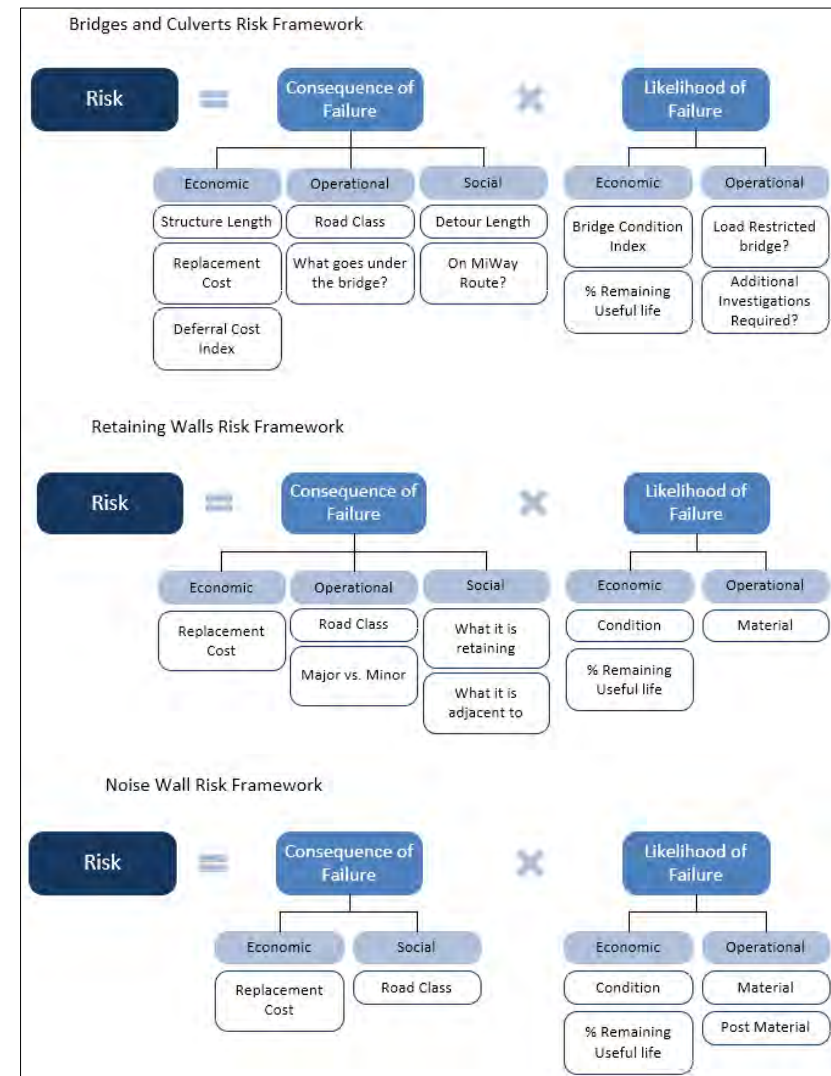 Bridges and Culverts Risk Framework
Risk
=
Consequence of
Failure
×
Likelihood of
Failure
Economic
Operational
Social
Economic
Operational
Structure Length
Road Class
Detour Length
Bridge Condition
Index
Load Restricted
bridge?
Replacement
Cost
What goes under
the bridge?
On MiWay
Route?
% Remaining
Useful life
Additional
Investigations
Required?
Deferral Cost
Index
Retaining Walls Risk Framework
Risk
=
Consequence of
Failure
×
Likelihood of
Failure
Economic
Operational
Social
Economic
Operational
Replacement
Cost
Road Class
What it is
retaining
Condition
Material
Major vs. Minor
What it is
adjacent to
% Remaining
Useful life
Noise Wall Risk Framework
Risk
=
Consequence of
Failure
×
Likelihood of
Failure
Economic
Social
Economic
Operational
Replacement
Cost
Road Class
Condition
Material
% Remaining
Useful life
Post Material